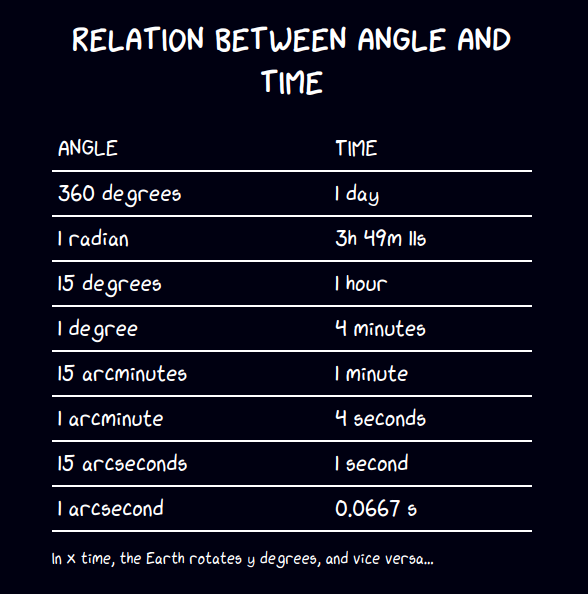 RELATION BETWEEN ANGLE AND
TIME
ANGLE TIME
360 degrees 1 day
1 radian 3h 49m 11s
15 degrees 1 hour
1 degree 4 minutes
15 arcminutes 1 minute
1 arcminute 4 seconds
15 arcseconds 1 second
1 arcsecond 0.0667 s
In x time, the Earth rotates y degrees, and vice versa...